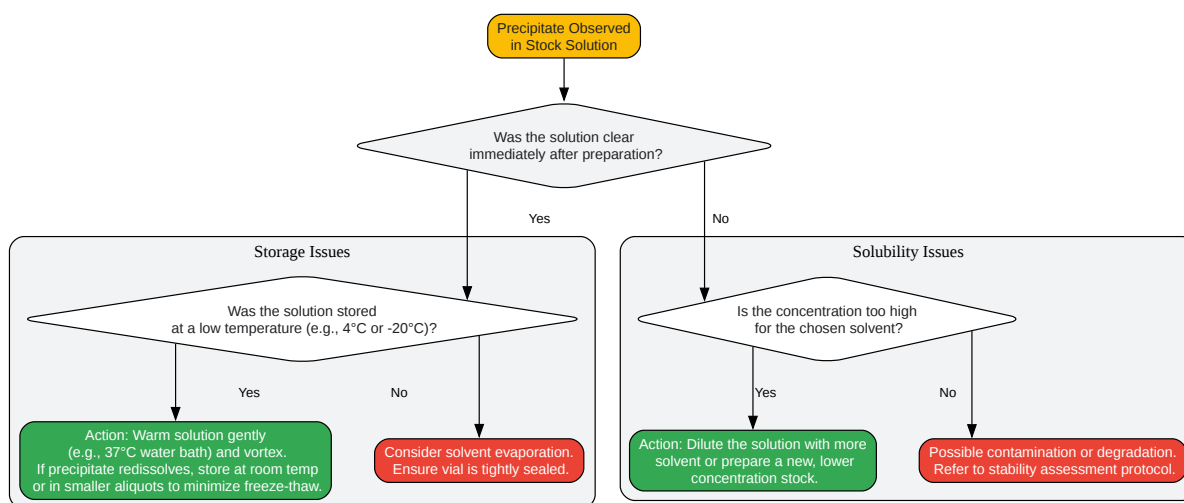 Precipitate Observed
in Stock Solution
Was the solution clear
immediately after preparation?
Yes
No
Storage Issues
Was the solution stored
at a low temperature (e.g., 4°C or -20°C)?
Yes
No
Action: Warm solution gently
(e.g., 37°C water bath) and vortex.
If precipitate redissolves, store at room temp
or in smaller aliquots to minimize freeze-thaw.
Consider solvent evaporation.
Ensure vial is tightly sealed.
Solubility Issues
Is the concentration too high
for the chosen solvent?
Yes
No
Action: Dilute the solution with more
solvent or prepare a new, lower
concentration stock.
Possible contamination or degradation.
Refer to stability assessment protocol.